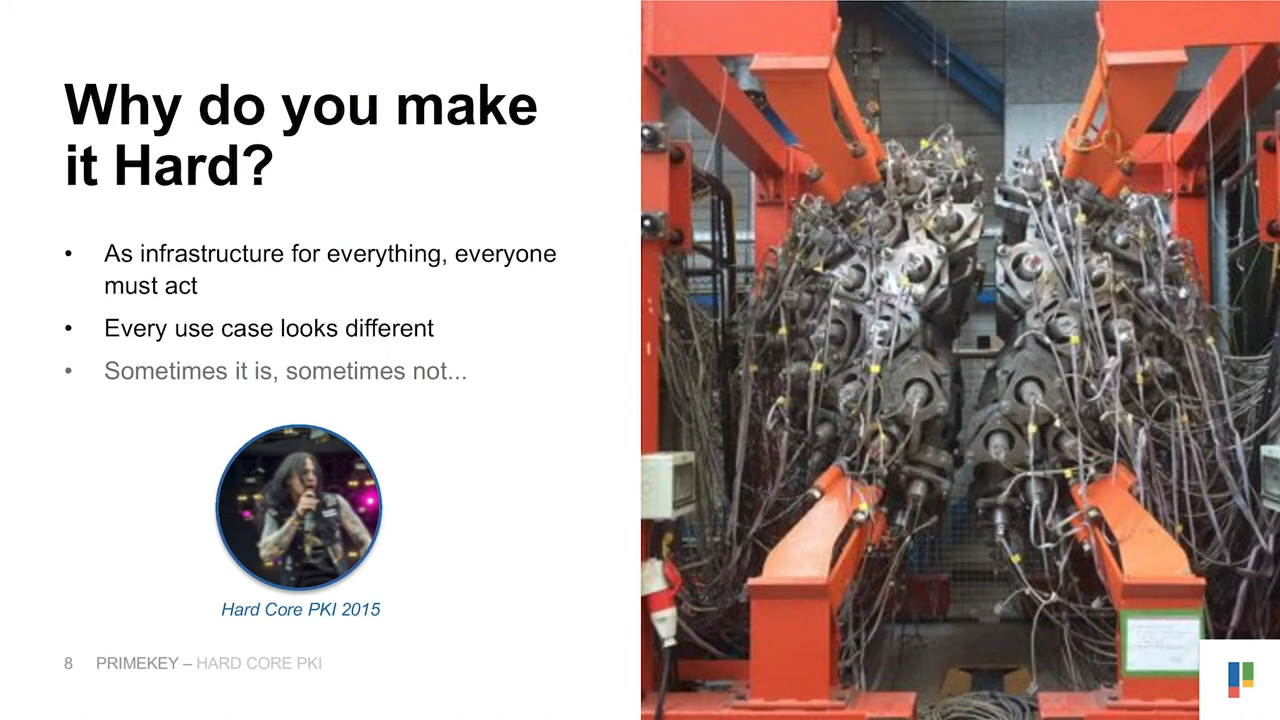 Why do you make
it Hard?
• As infrastructure for everything, everyone
must act
• Every use case looks different
• Sometimes it is, sometimes not...
Hard Core PKI 2015
8 PRIMEKEY – HARD CORE PKI